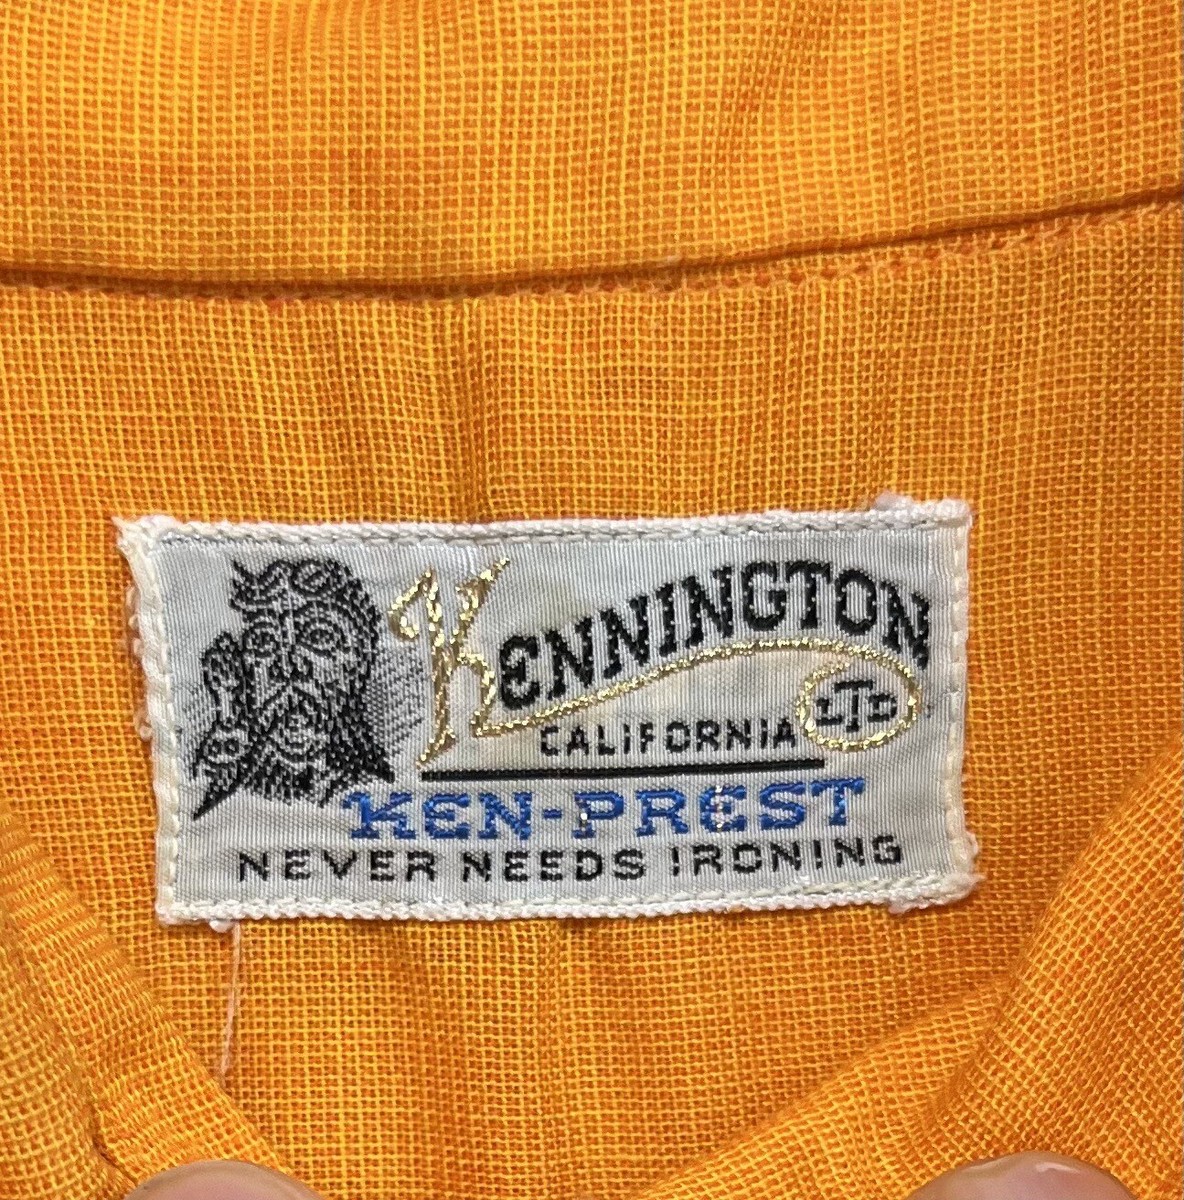 KENNINGTON
CALIFORNIA LTD
KEN-PREST
NEVER NEEDS IRONING